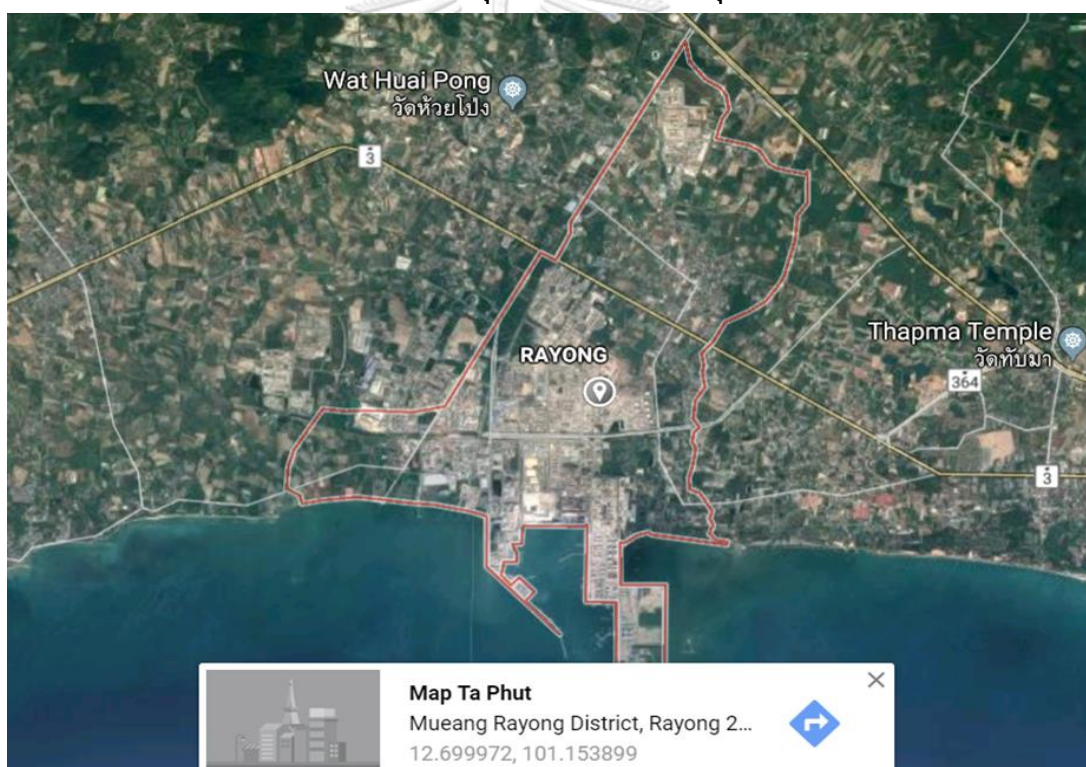 Wat Huai Pong
วัดห้วยโป่ง
3
RAYONG
Thapma Temple
วัดทับมา
364
3
Map Ta Phut
Mueang Rayong District, Rayong 2...
12.699972, 101.153899